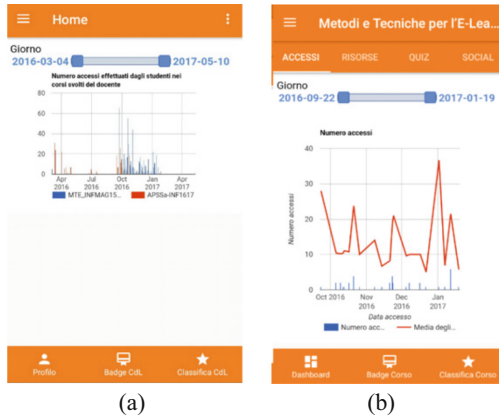 Home
Giorno
2016-03-04
2017-05-10
Numero accessi effettuati dagli studenti nei
corsi svolti del docente
80
60
40
20
0
Apr
2016
Jul
2016
Oct
2016
Jan
2017
Apr
2017
MTE_INFMAG15...
APSSa-INF1617
Profilo
Badge CdL
Classifica CdL
(a)
Metodi e Tecniche per l'E-Lea...
ACCESSI
RISORSE
QUIZ
SOCIAL
Giorno
2016-09-22
2017-01-19
Numero accessi
Numero accessi
40
30
20
10
0
Oct 2016
Nov
2016
Dec
2016
Jan
2017
Data accesso
Numero acc...
Media degli...
Dashboard
Badge Corso
Classifica Corso
(b)